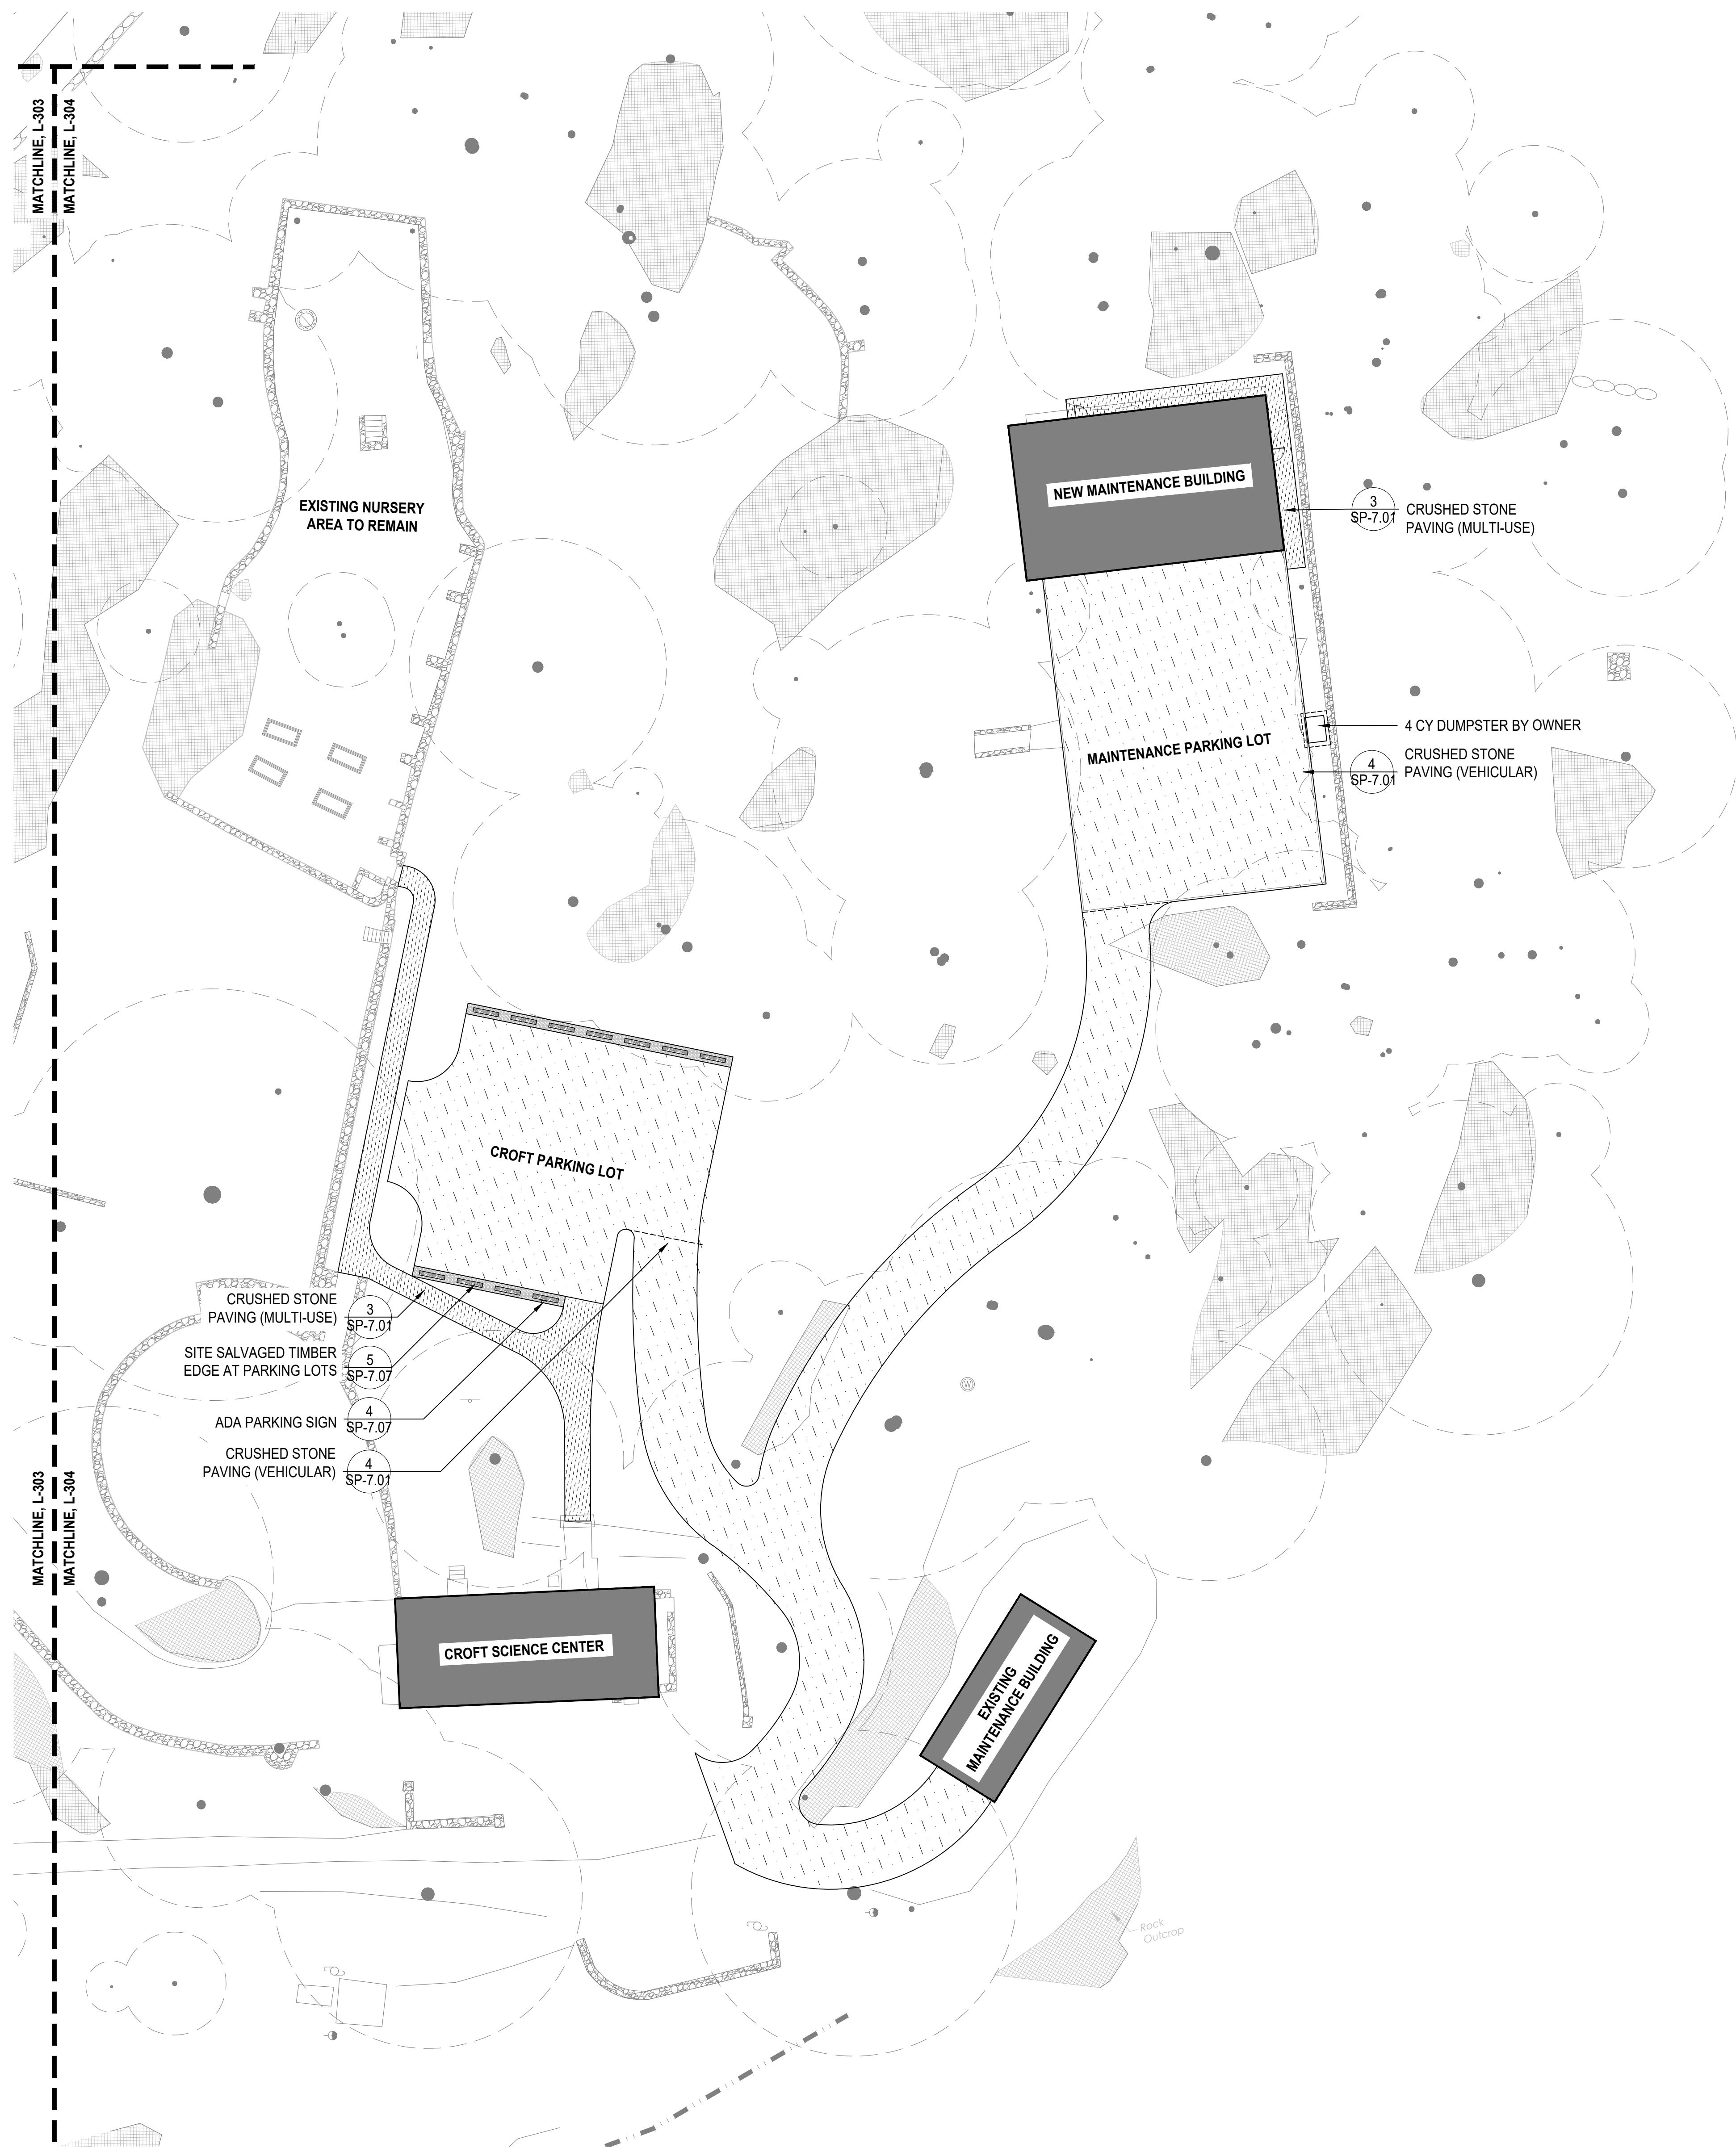 MATCHLINE, L-303
MATCHLINE, L-304
EXISTING NURSERY
AREA TO REMAIN
NEW MAINTENANCE BUILDING
3
SP-7.01
CRUSHED STONE
PAVING (MULTI-USE)
MAINTENANCE PARKING LOT
4 CY DUMPSTER BY OWNER
4
SP-7.01
CRUSHED STONE
PAVING (VEHICULAR)
CROFT PARKING LOT
CRUSHED STONE
PAVING (MULTI-USE)
3
SP-7.01
SITE SALVAGED TIMBER
EDGE AT PARKING LOTS
5
SP-7.07
ADA PARKING SIGN
4
SP-7.07
CRUSHED STONE
PAVING (VEHICULAR)
4
SP-7.01
W
MATCHLINE, L-303
MATCHLINE, L-304
CROFT SCIENCE CENTER
EXISTING
MAINTENANCE BUILDING
Rock
Outcrop